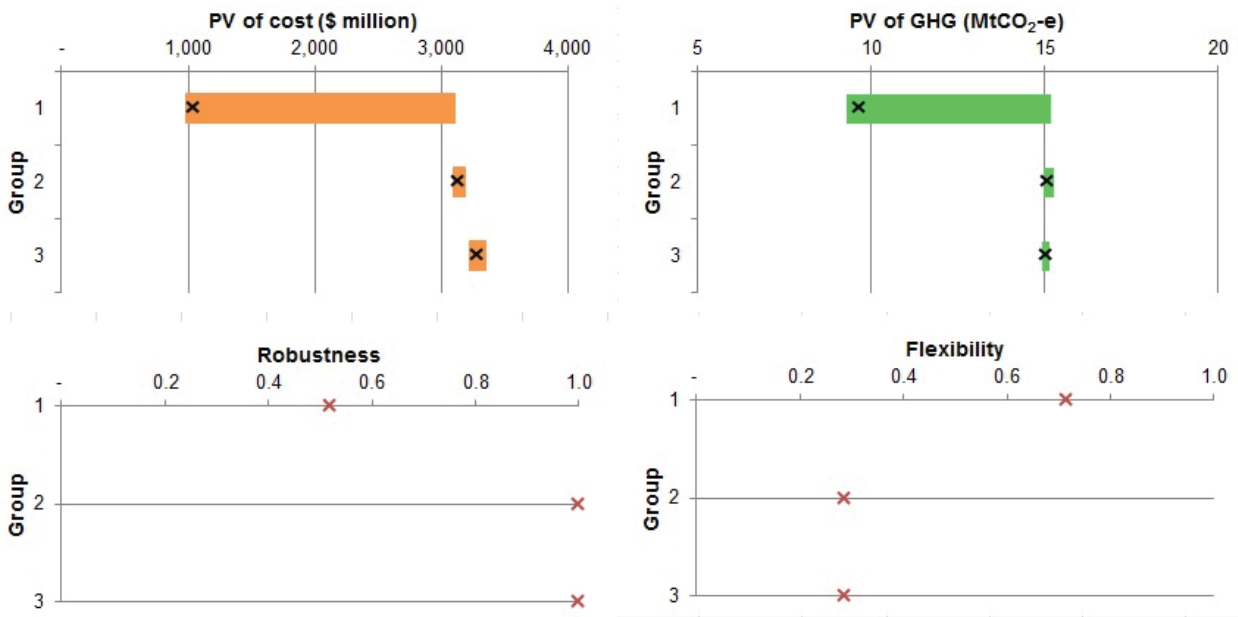 PV of cost ($ million)
- 1,000 2,000 3,000 4,000
Group
1
2
3
PV of GHG (MtCO₂-e)
5 10 15 20
Group
1
2
3
Robustness
- 0.2 0.4 0.6 0.8 1.0
Group
1
2
3
Flexibility
- 0.2 0.4 0.6 0.8 1.0
Group
1
2
3